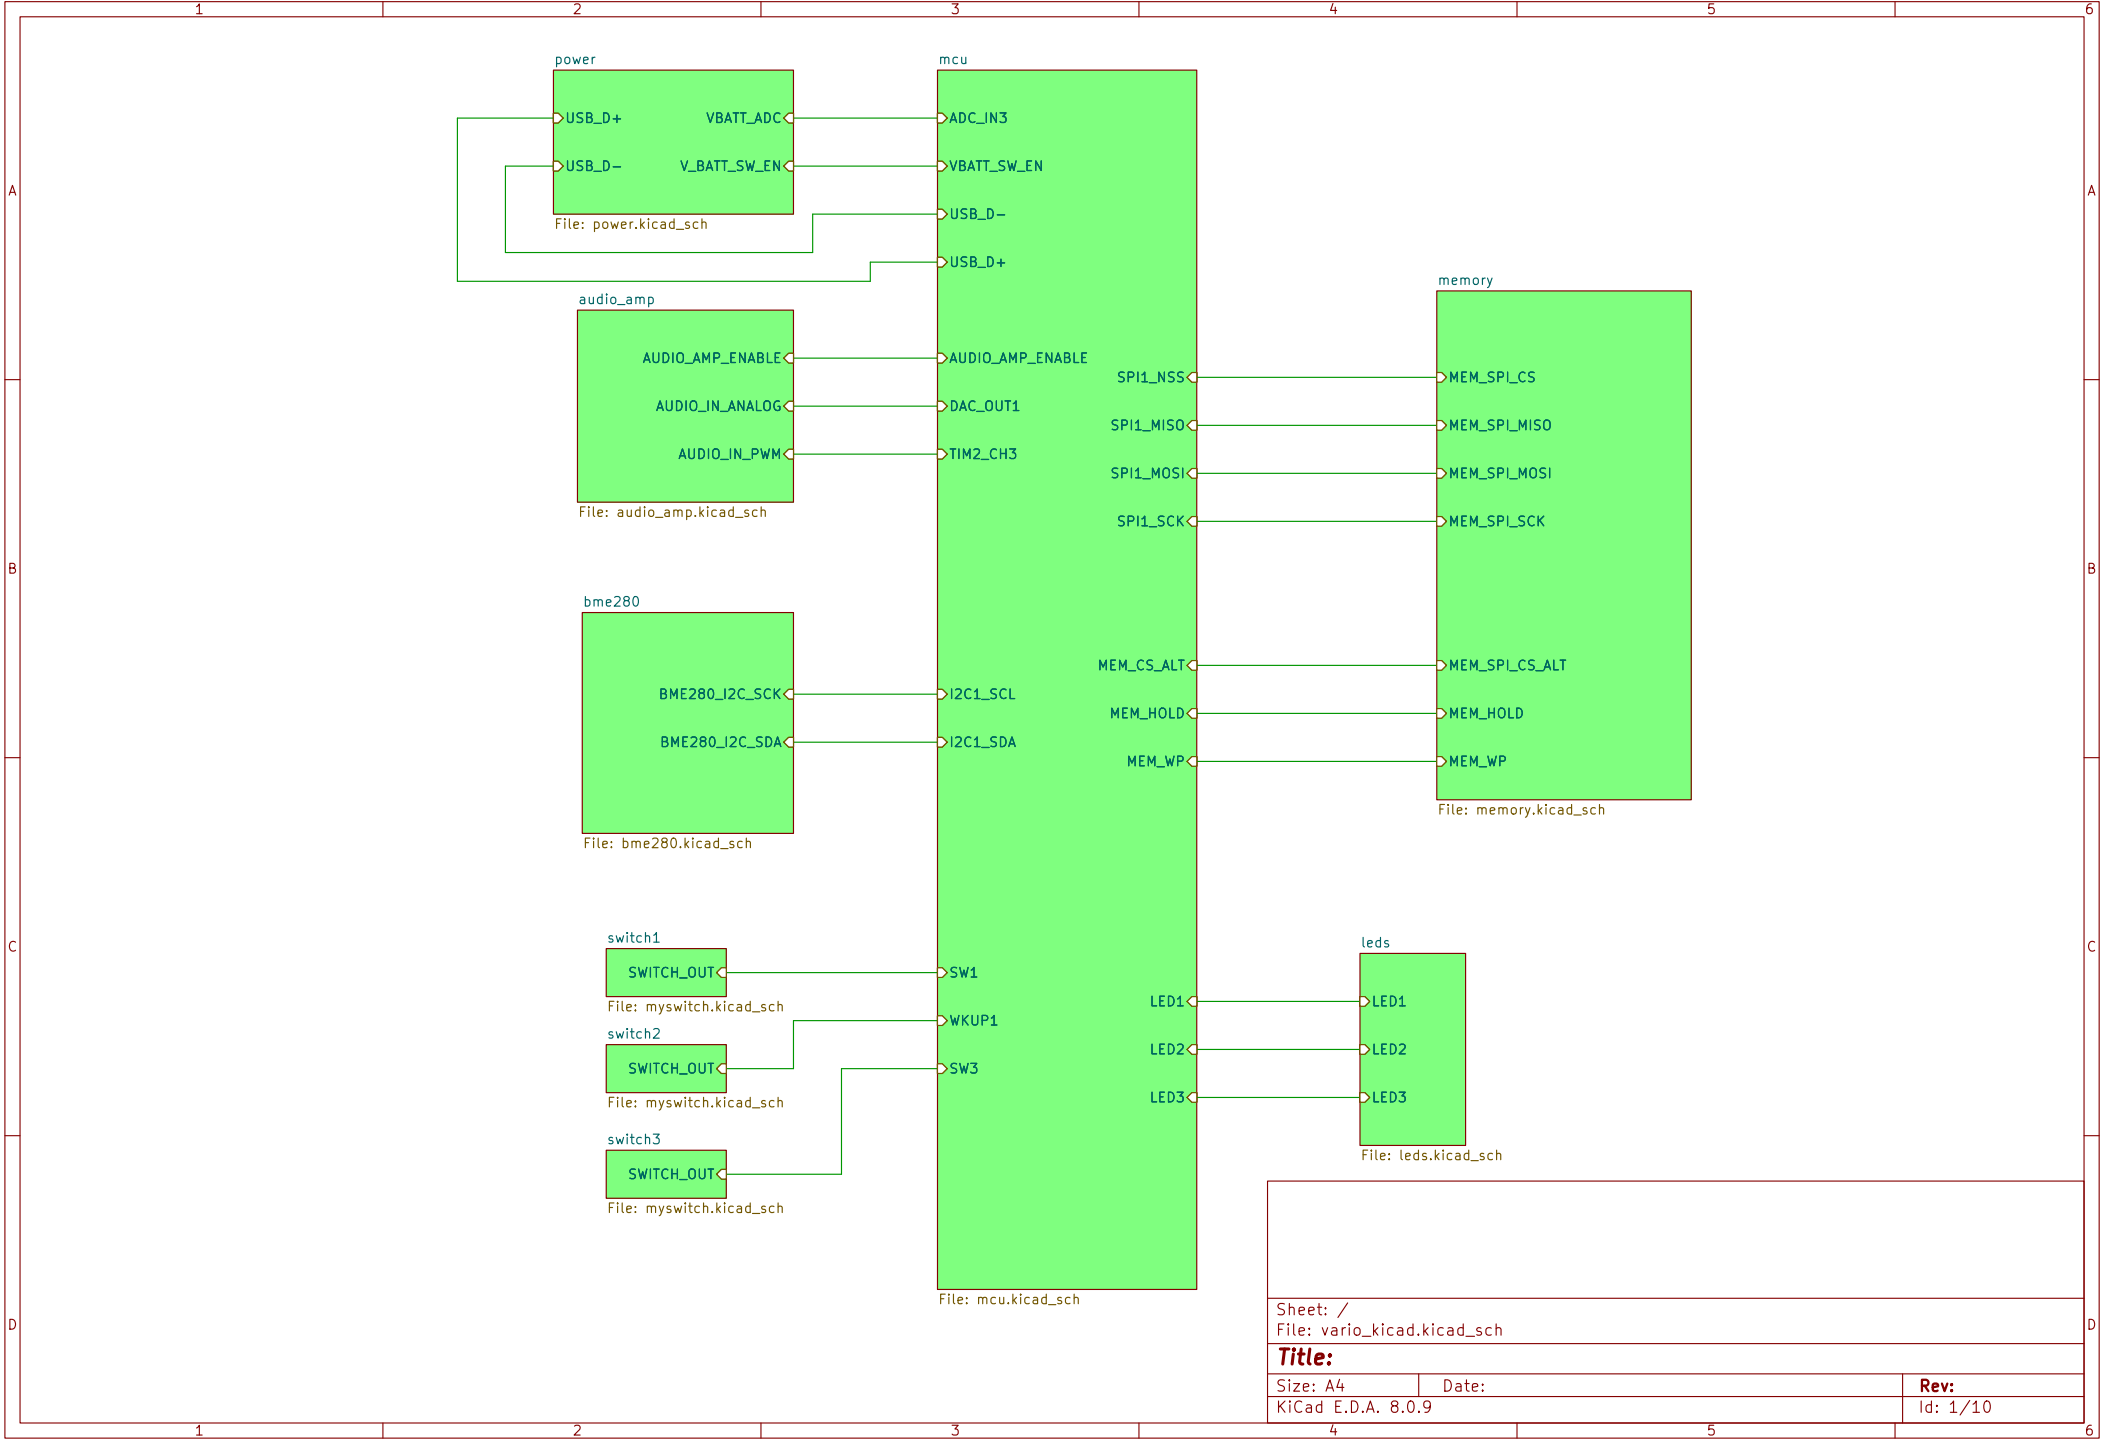 1 2 3 4 5 6
A
B
C
D
A
B
C
D
power
USB_D+
USB_D-
VBATT_ADC
V_BATT_SW_EN
File: power.kicad_sch
audio_amp
AUDIO_AMP_ENABLE
AUDIO_IN_ANALOG
AUDIO_IN_PWM
File: audio_amp.kicad_sch
bme280
BME280_I2C_SCK
BME280_I2C_SDA
File: bme280.kicad_sch
switch1
SWITCH_OUT
File: myswitch.kicad_sch
switch2
SWITCH_OUT
File: myswitch.kicad_sch
switch3
SWITCH_OUT
File: myswitch.kicad_sch
mcu
ADC_IN3
VBATT_SW_EN
USB_D-
USB_D+
AUDIO_AMP_ENABLE
DAC_OUT1
TIM2_CH3
I2C1_SCL
I2C1_SDA
SW1
WKUP1
SW3
SPI1_NSS
SPI1_MISO
SPI1_MOSI
SPI1_SCK
MEM_CS_ALT
MEM_HOLD
MEM_WP
LED1
LED2
LED3
File: mcu.kicad_sch
memory
MEM_SPI_CS
MEM_SPI_MISO
MEM_SPI_MOSI
MEM_SPI_SCK
MEM_SPI_CS_ALT
MEM_HOLD
MEM_WP
File: memory.kicad_sch
leds
LED1
LED2
LED3
File: leds.kicad_sch
Sheet: /
File: vario_kicad.kicad_sch
Title:
Size: A4 Date: Rev:
KiCad E.D.A. 8.0.9 Id: 1/10
1 2 3 4 5 6